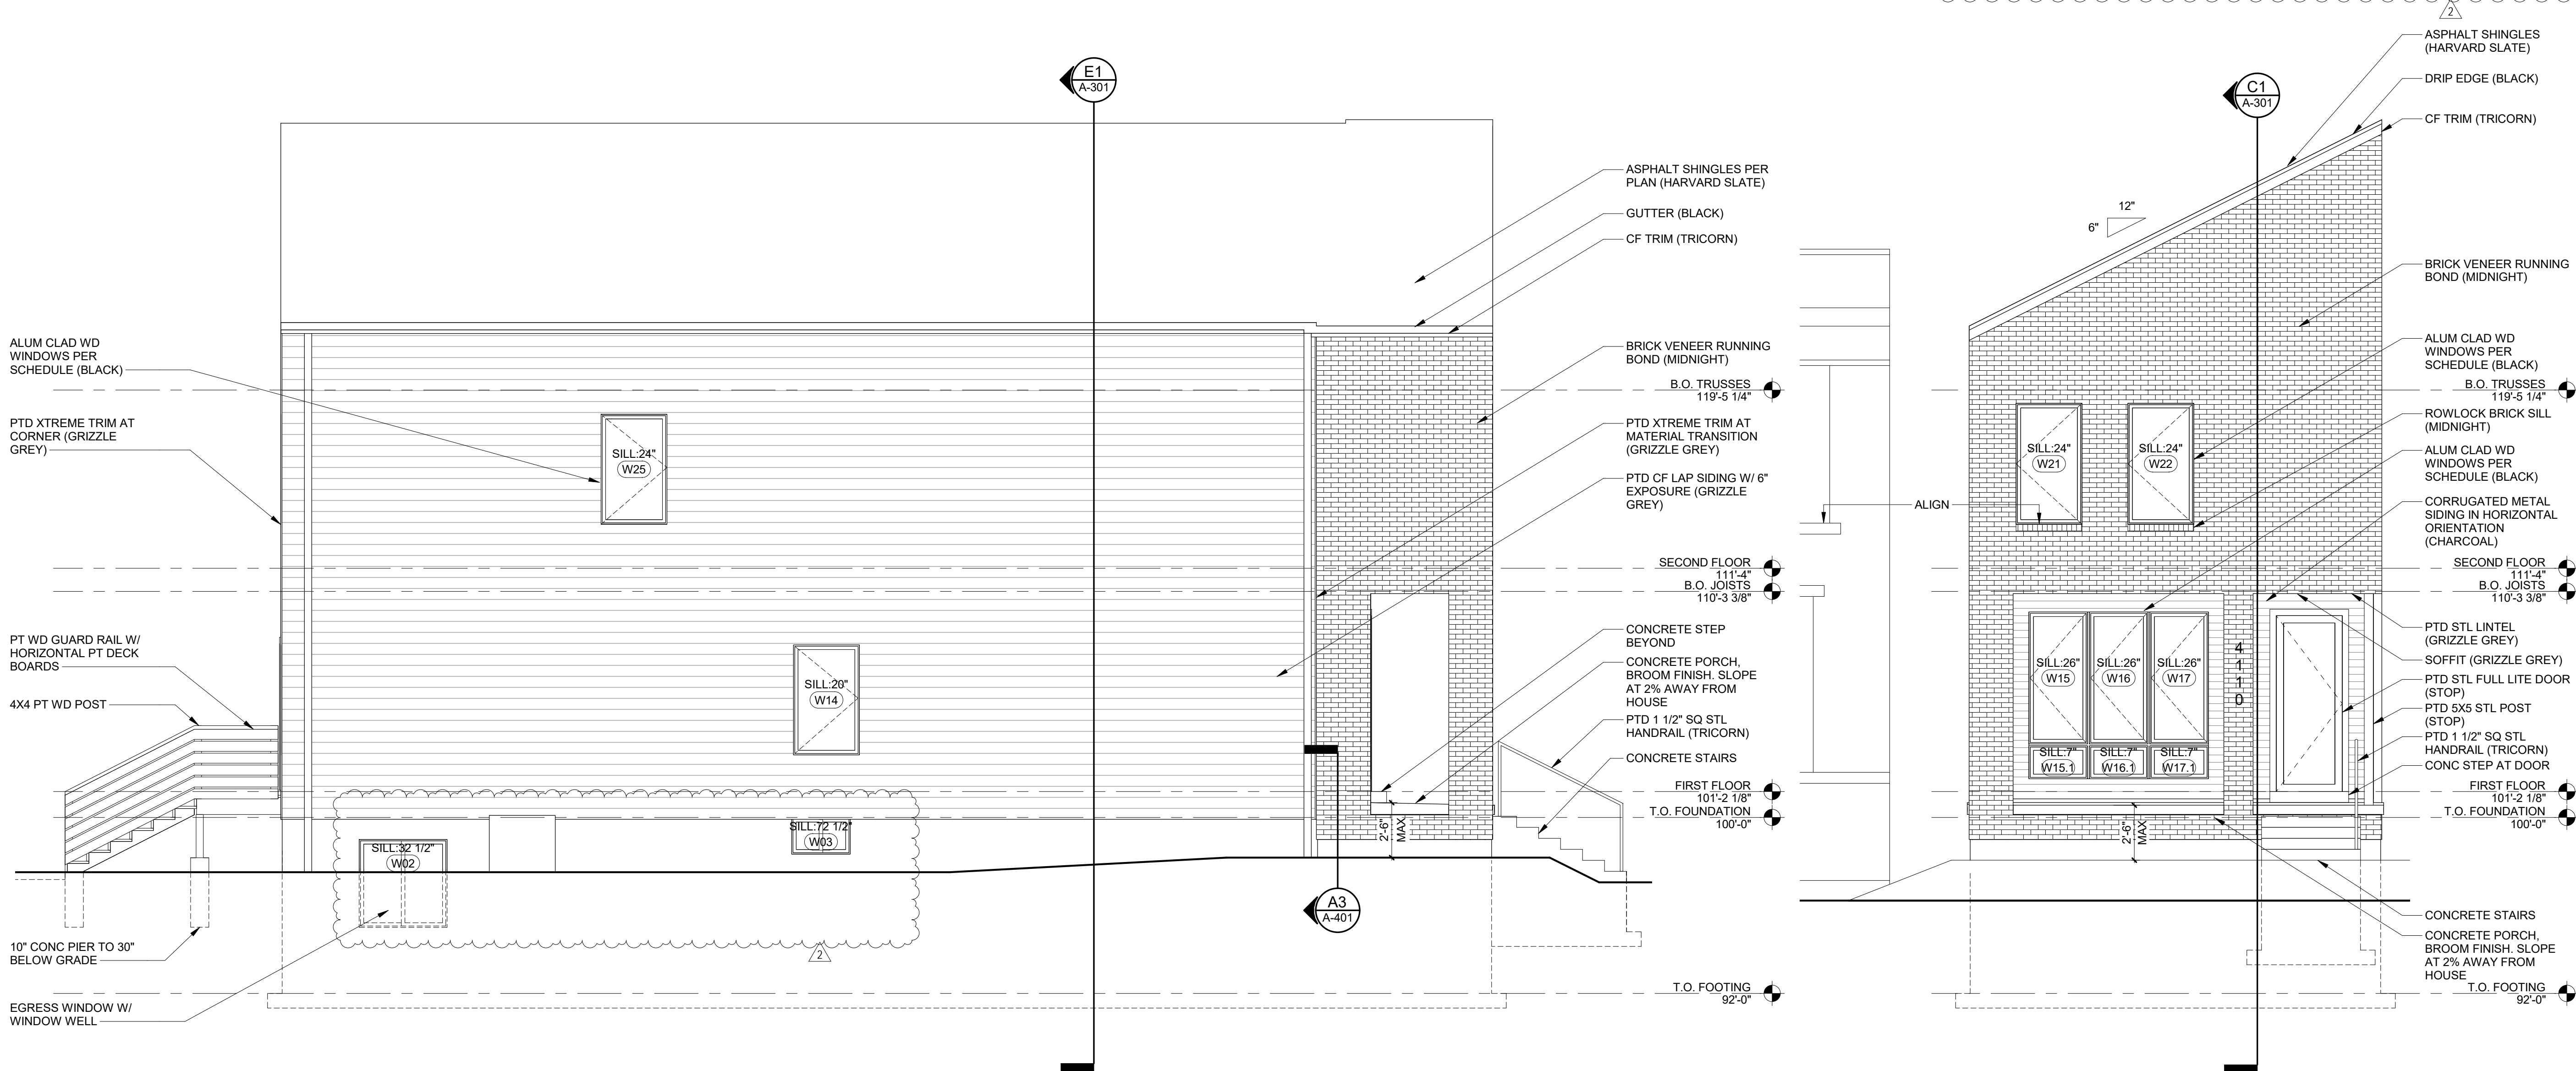 E1
A-301
ALUM CLAD WD
WINDOWS PER
SCHEDULE (BLACK)
PTD XTREME TRIM AT
CORNER (GRIZZLE
GREY)
PT WD GUARD RAIL W/
HORIZONTAL PT DECK
BOARDS
4X4 PT WD POST
10" CONC PIER TO 30"
BELOW GRADE
EGRESS WINDOW W/
WINDOW WELL
SILL:24"
W25
SILL:20"
W14
SILL:72 1/2"
W03
SILL:32 1/2"
W02
2
2'-6"
MAX
A3
A-401
ASPHALT SHINGLES PER
PLAN (HARVARD SLATE)
GUTTER (BLACK)
CF TRIM (TRICORN)
BRICK VENEER RUNNING
BOND (MIDNIGHT)
B.O. TRUSSES
119'-5 1/4"
PTD XTREME TRIM AT
MATERIAL TRANSITION
(GRIZZLE GREY)
PTD CF LAP SIDING W/ 6"
EXPOSURE (GRIZZLE
GREY)
SECOND FLOOR
111'-4"
B.O. JOISTS
110'-3 3/8"
CONCRETE STEP
BEYOND
CONCRETE PORCH,
BROOM FINISH. SLOPE
AT 2% AWAY FROM
HOUSE
PTD 1 1/2" SQ STL
HANDRAIL (TRICORN)
CONCRETE STAIRS
FIRST FLOOR
101'-2 1/8"
T.O. FOUNDATION
100'-0"
T.O. FOOTING
92'-0"
2
C1
A-301
12"
6"
ALIGN
SILL:24"
W21
SILL:24"
W22
SILL:26"
W15
SILL:26"
W16
SILL:26"
W17
SILL:7"
W15.1
SILL:7"
W16.1
SILL:7"
W17.1
4
1
1
0
2'-6"
MAX
ASPHALT SHINGLES
(HARVARD SLATE)
DRIP EDGE (BLACK)
CF TRIM (TRICORN)
BRICK VENEER RUNNING
BOND (MIDNIGHT)
ALUM CLAD WD
WINDOWS PER
SCHEDULE (BLACK)
B.O. TRUSSES
119'-5 1/4"
ROWLOCK BRICK SILL
(MIDNIGHT)
ALUM CLAD WD
WINDOWS PER
SCHEDULE (BLACK)
CORRUGATED METAL
SIDING IN HORIZONTAL
ORIENTATION
(CHARCOAL)
SECOND FLOOR
111'-4"
B.O. JOISTS
110'-3 3/8"
PTD STL LINTEL
(GRIZZLE GREY)
SOFFIT (GRIZZLE GREY)
PTD STL FULL LITE DOOR
(STOP)
PTD 5X5 STL POST
(STOP)
PTD 1 1/2" SQ STL
HANDRAIL (TRICORN)
CONC STEP AT DOOR
FIRST FLOOR
101'-2 1/8"
T.O. FOUNDATION
100'-0"
CONCRETE STAIRS
CONCRETE PORCH,
BROOM FINISH. SLOPE
AT 2% AWAY FROM
HOUSE
T.O. FOOTING
92'-0"